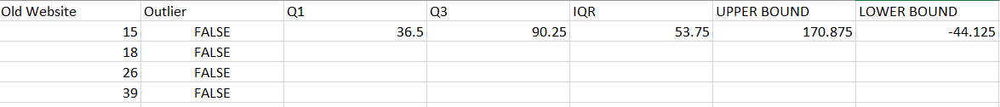 Old Website Outlier Q1 Q3 IQR UPPER BOUND LOWER BOUND
15 FALSE 36.5 90.25 53.75 170.875 -44.125
18 FALSE
26 FALSE
39 FALSE